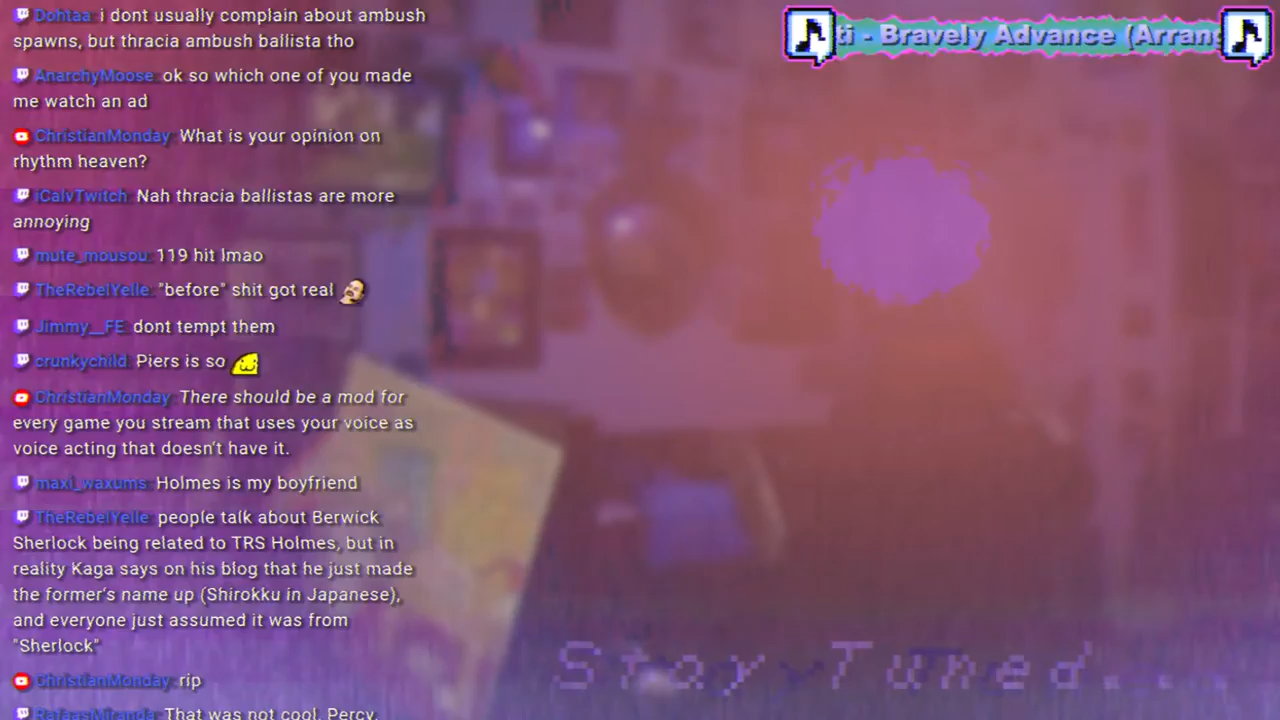 Dohtaa: i dont usually complain about ambush
spawns, but thracia ambush ballista tho
AnarchyMoose: ok so which one of you made
me watch an ad
ChristianMonday: What is your opinion on
rhythm heaven?
iCalvTwitch: Nah thracia ballistas are more
annoying
mute_mousou: 119 hit lmao
TheRebelYelle: "before" shit got real
Jimmy__FE: dont tempt them
crunkychild: Piers is so
ChristianMonday: There should be a mod for
every game you stream that uses your voice as
voice acting that doesn't have it.
maxi_waxums: Holmes is my boyfriend
TheRebelYelle: people talk about Berwick
Sherlock being related to TRS Holmes, but in
reality Kaga says on his blog that he just made
the former's name up (Shirokku in Japanese),
and everyone just assumed it was from
"Sherlock"
ChristianMonday: rip
RafaasMiranda: That was not cool, Percy.
ti - Bravely Advance (Arrang
Stay Tuned...